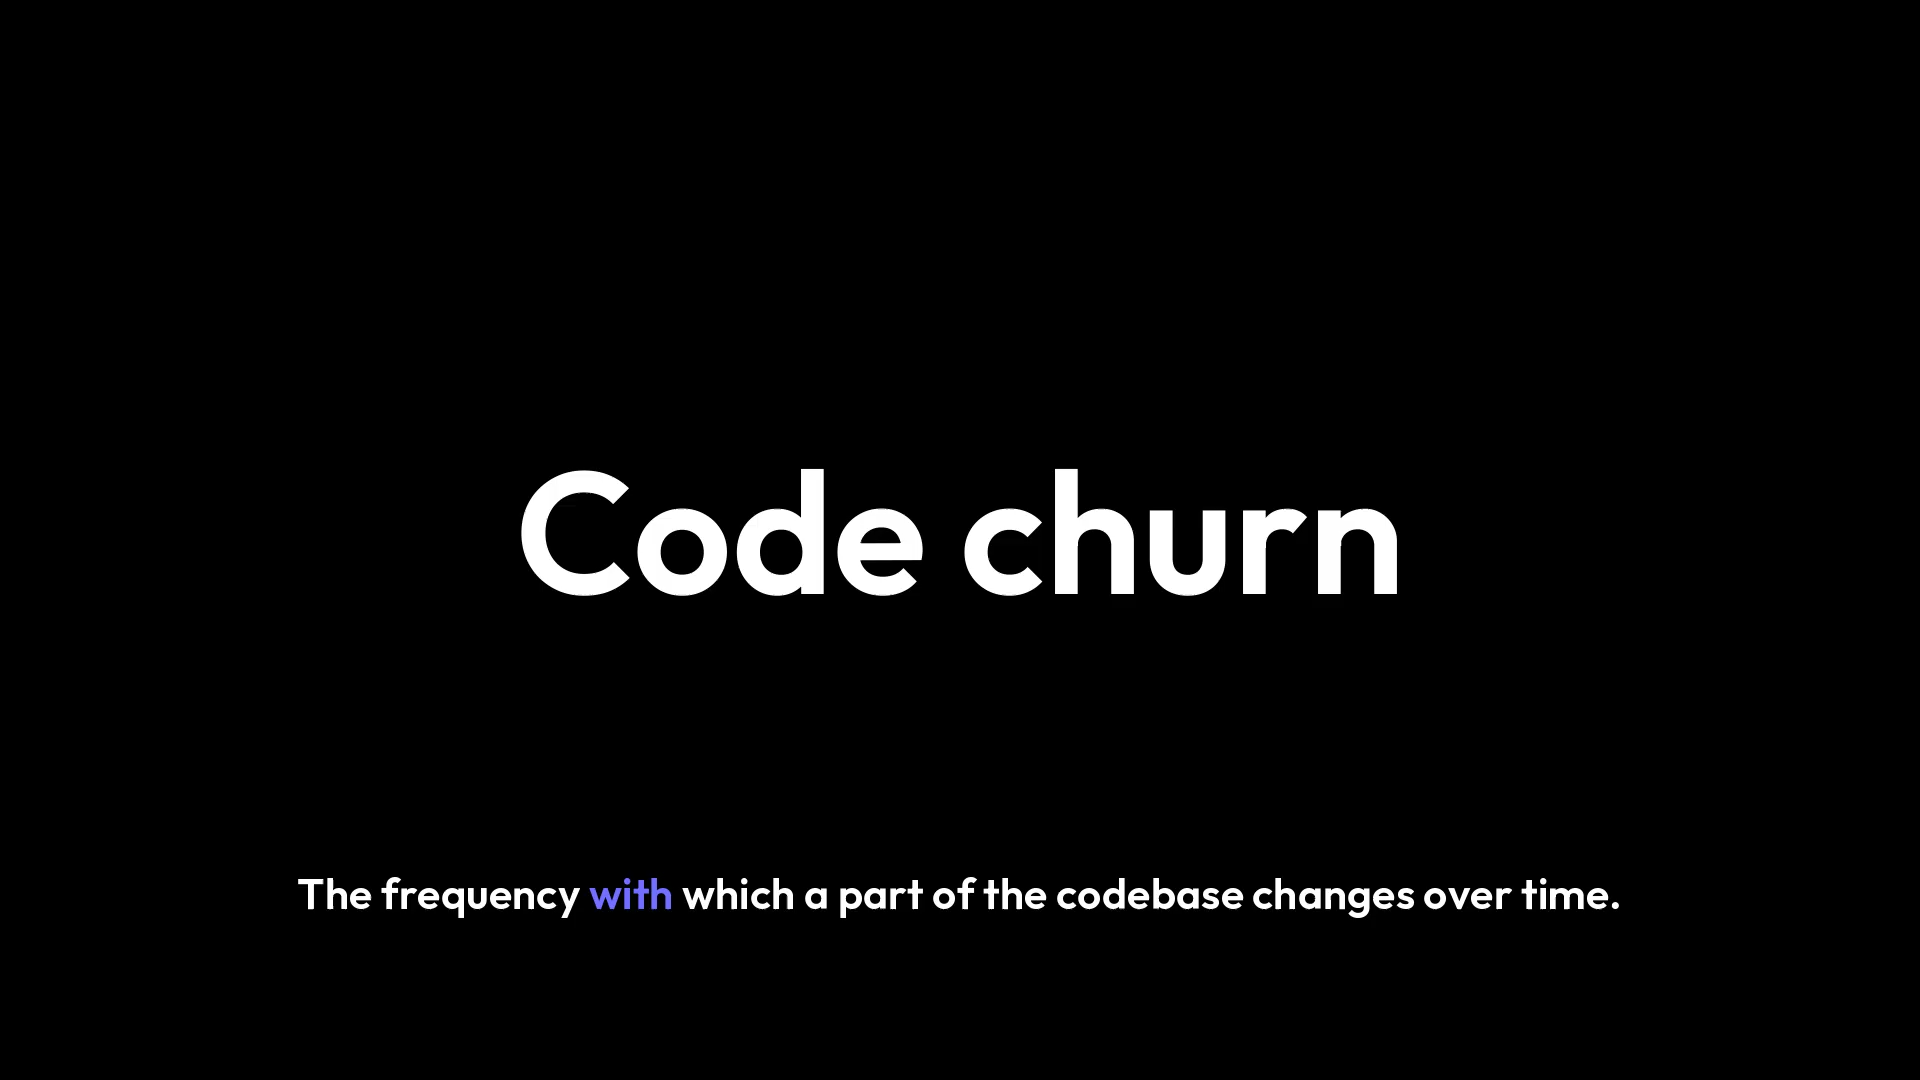 Code churn
The frequency with which a part of the codebase changes over time.